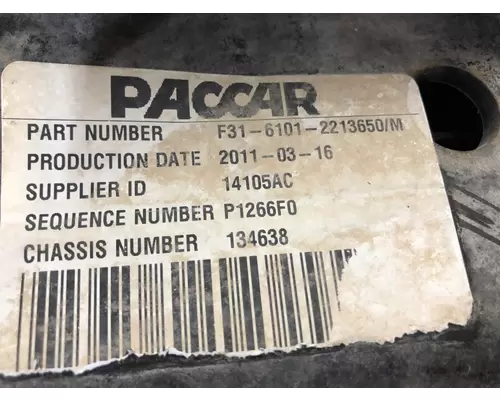 PACCAR
PART NUMBER F31-6101-2213650/M
PRODUCTION DATE 2011-03-16
SUPPLIER ID 14105AC
SEQUENCE NUMBER P1266F0
CHASSIS NUMBER 134638